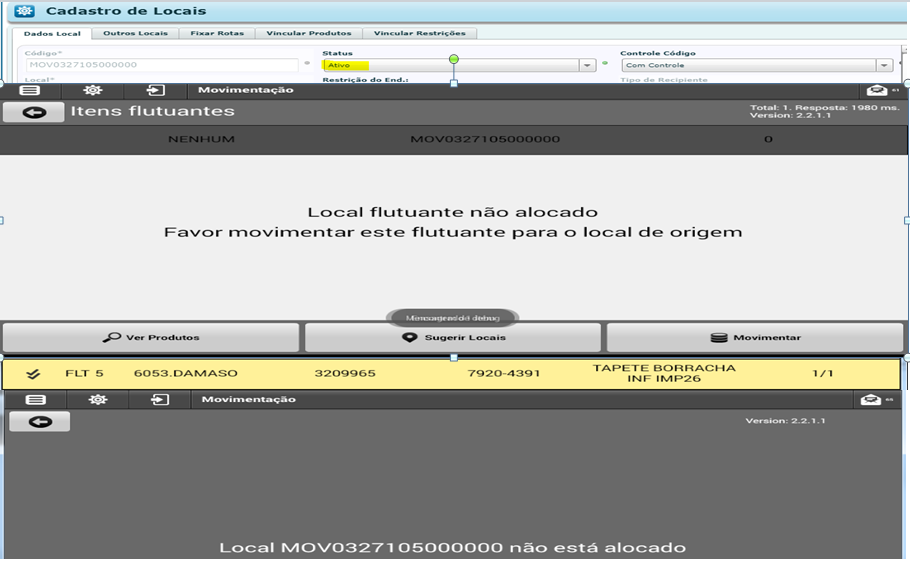 Cadastro de Locais
Dados Local Outros Locais Fixar Rotas Vincular Produtos Vincular Restrições
Código* Status Controle Código
MOV0327105000000 Ativo Com Controle
Local* Restrição do End.: Tipo de Recipiente
Movimentação
Itens flutuantes
Total: 1. Resposta: 1980 ms.
Version: 2.2.1.1
NENHUM MOV0327105000000 0
Local flutuante não alocado
Favor movimentar este flutuante para o local de origem
Ver Produtos Sugerir Locais Movimentar
FLT 5 6053.DAMASO 3209965 7920-4391 TAPETE BORRACHA
INF IMP26 1/1
Movimentação
Version: 2.2.1.1
Local MOV0327105000000 não está alocado